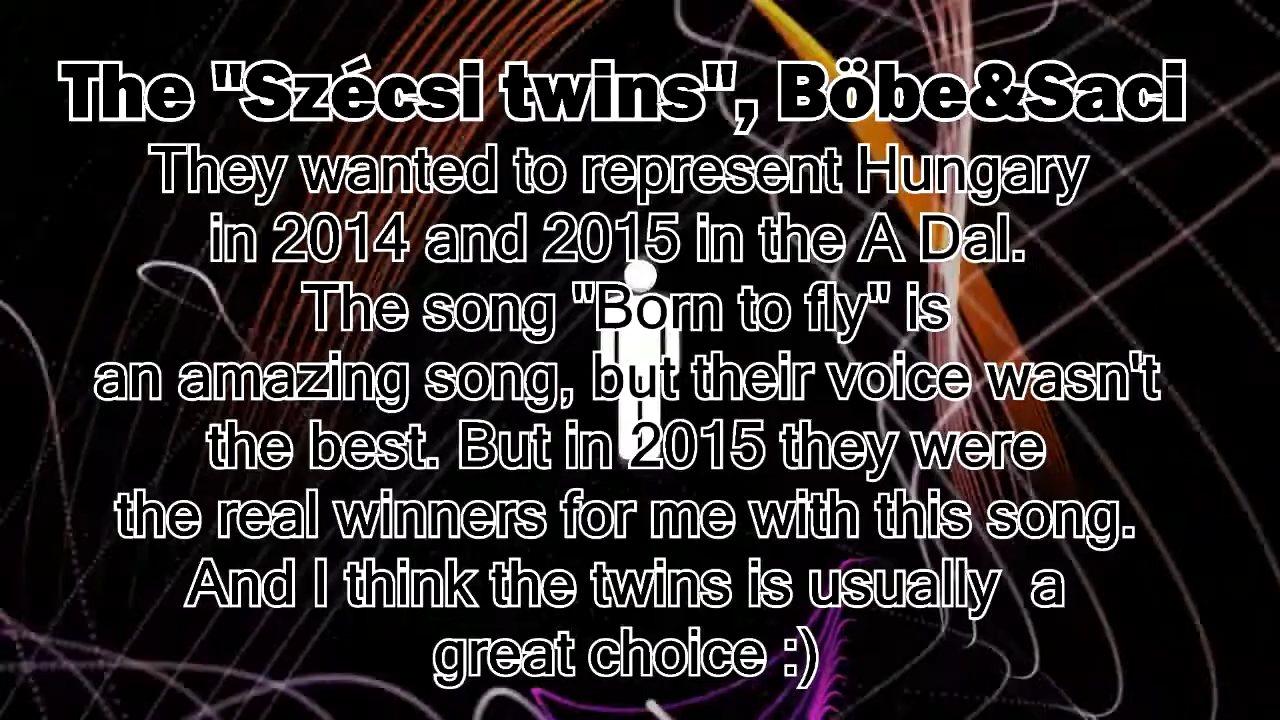 The "Szécsi twins", Böbe&Saci
They wanted to represent Hungary
in 2014 and 2015 in the A Dal.
The song "Born to fly" is
an amazing song, but their voice wasn't
the best. But in 2015 they were
the real winners for me with this song.
And I think the twins is usually  a
great choice :)